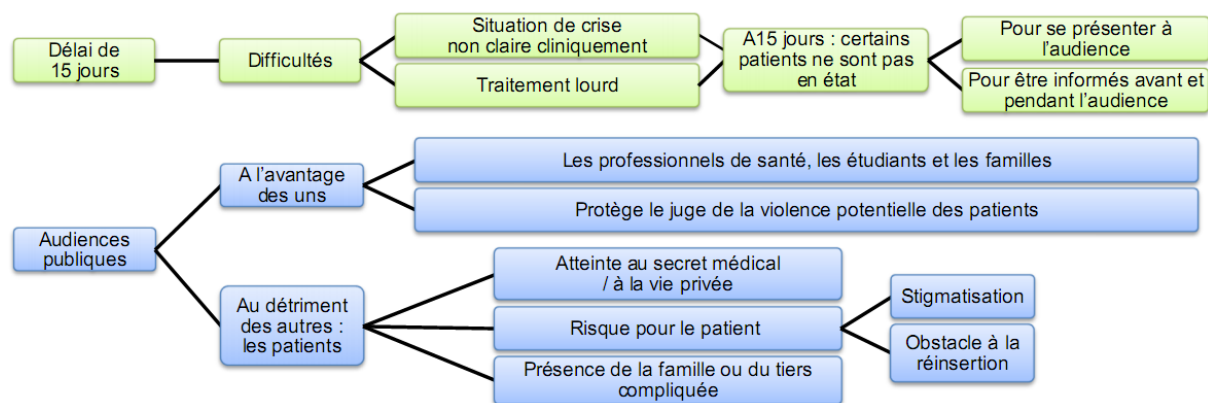 Délai de
15 jours
Difficultés
Situation de crise
non claire cliniquement
Traitement lourd
A15 jours : certains
patients ne sont pas
en état
Pour se présenter à
l'audience
Pour être informés avant et
pendant l'audience
Audiences
publiques
A l'avantage
des uns
Les professionnels de santé, les étudiants et les familles
Protège le juge de la violence potentielle des patients
Au détriment
des autres :
les patients
Atteinte au secret médical
/ à la vie privée
Risque pour le patient
Stigmatisation
Obstacle à la
réinsertion
Présence de la famille ou du tiers
compliquée